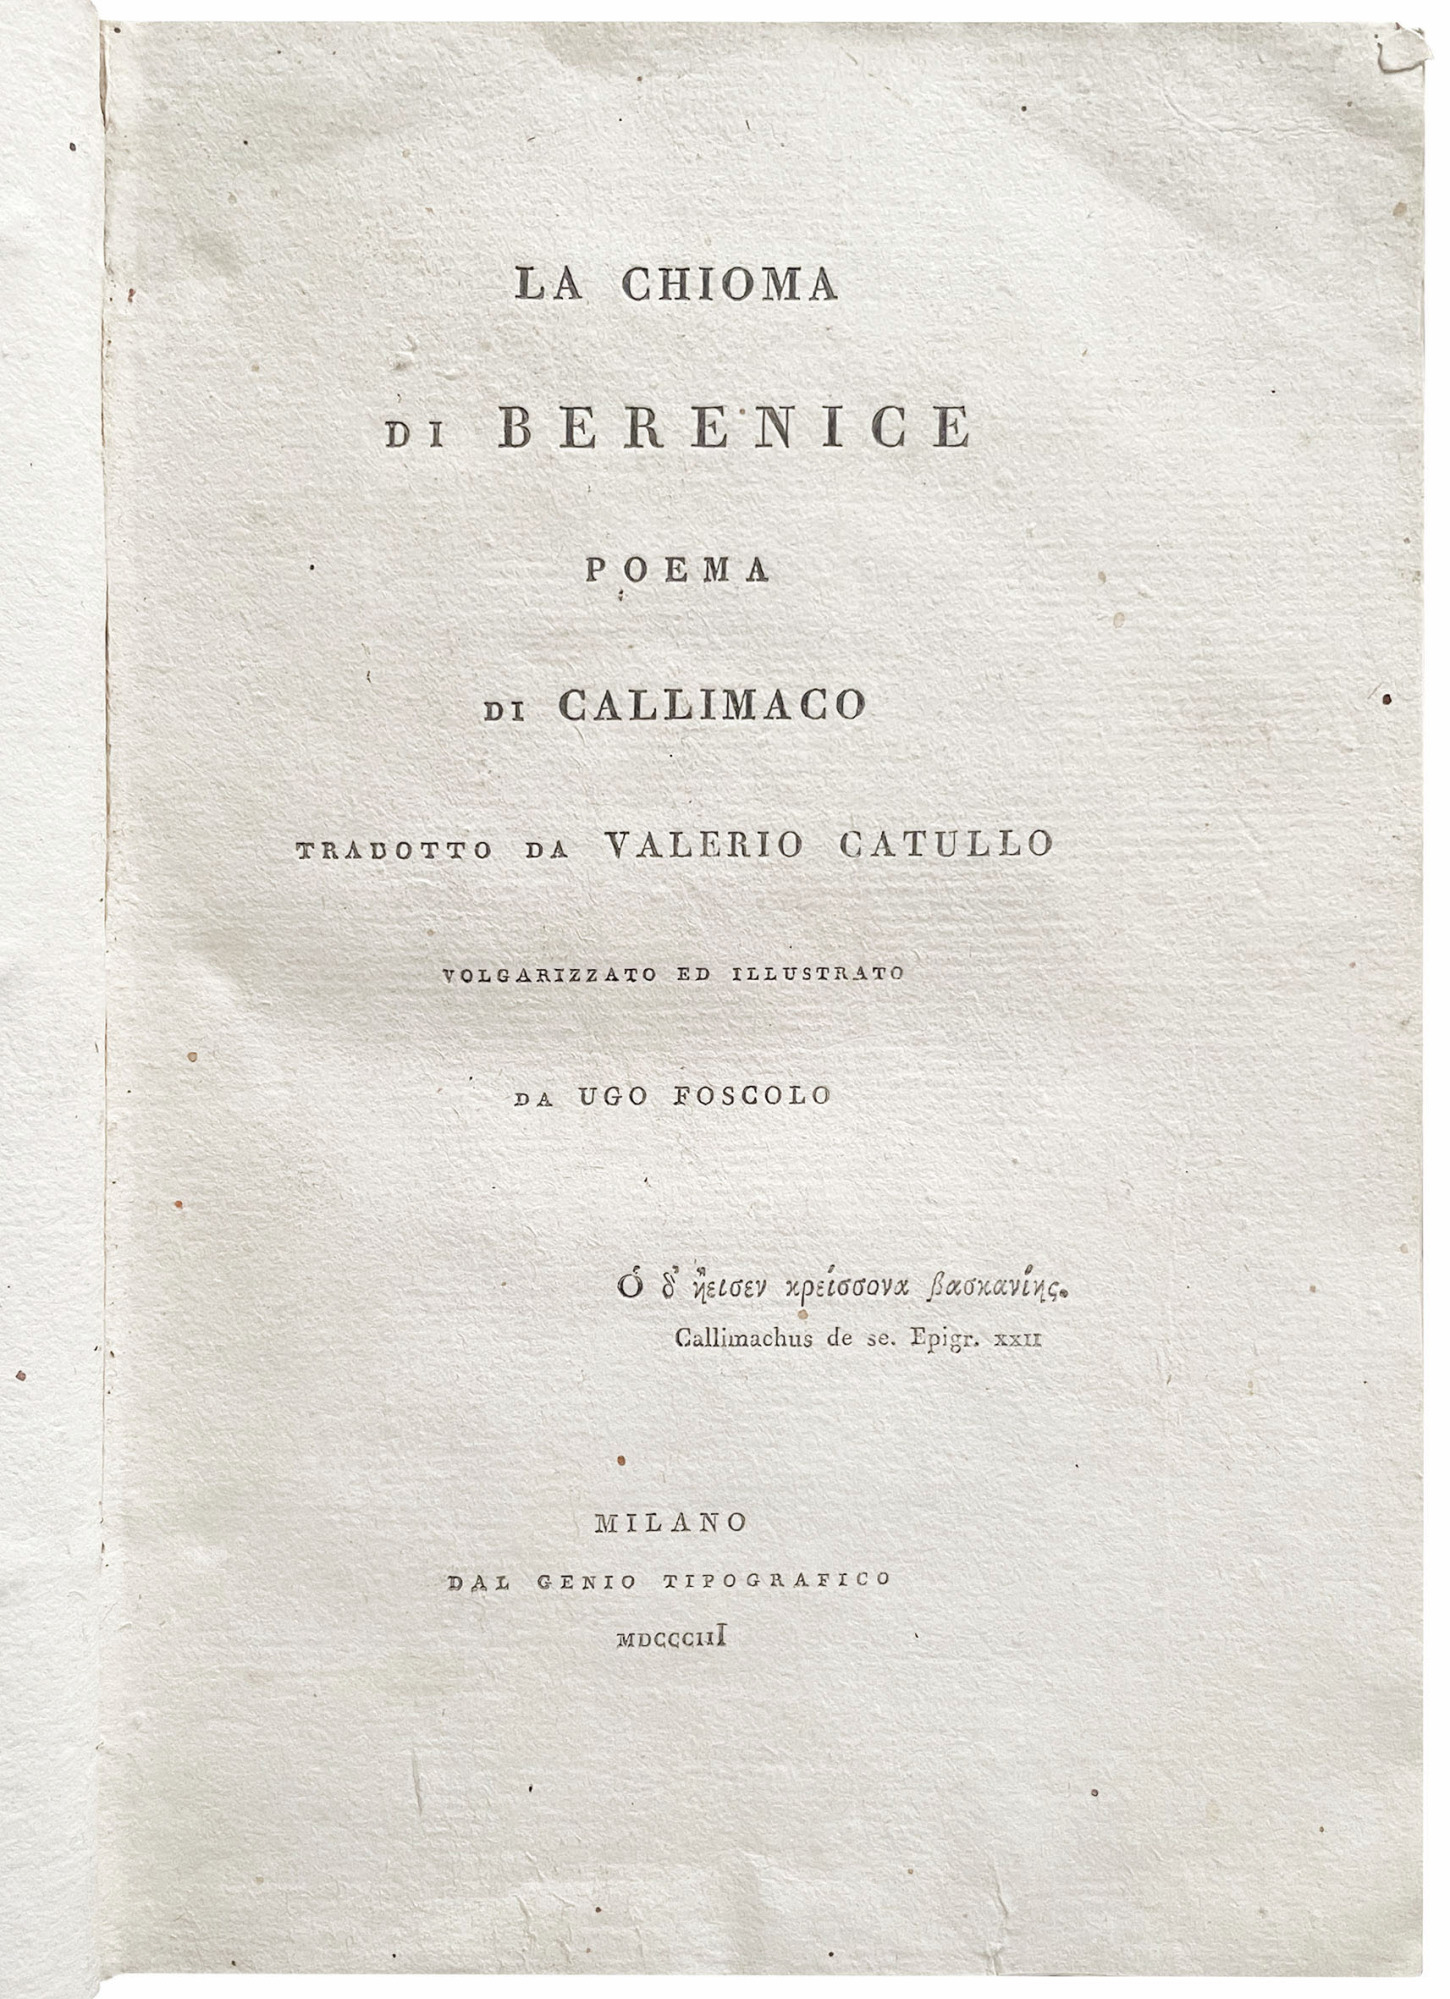 LA CHIOMA
DI BERENICE
POEMA
DI CALLIMACO
TRADOTTO DA VALERIO CATULLO
VOLGARIZZATO ED ILLUSTRATO
DA UGO FOSCOLO
Ὁ δ' ἤεισεν κρείσσονα βασκανίης.
Callimachus de se. Epigr. XXII
MILANO
DAL GENIO TIPOGRAFICO
MDCCCIII